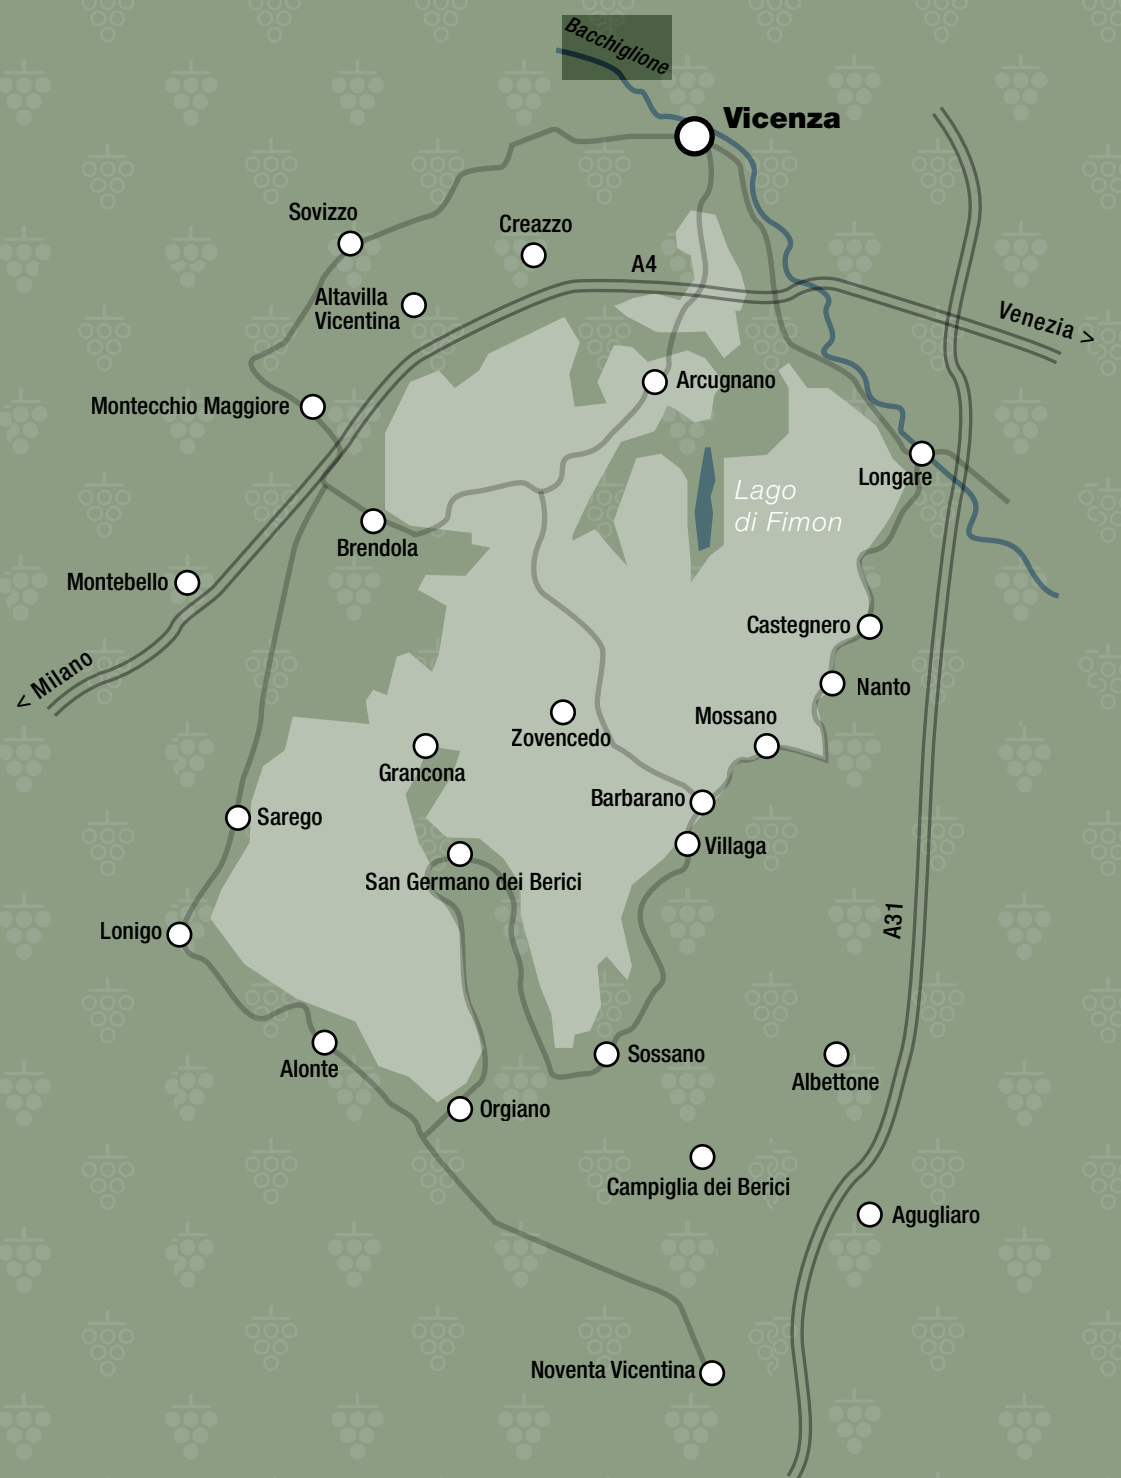 Bacchiglione
Vicenza
Sovizzo
Creazzo
A4
Altavilla
Vicentina
Venezia >
Arcugnano
Montecchio Maggiore
Longare
Lago
di Fimon
Brendola
Montebello
Castegnero
< Milano
Nanto
Mossano
Zovencedo
Grancona
Barbarano
Sarego
Villaga
San Germano dei Berici
A31
Lonigo
Sossano
Alonte
Albettone
Orgiano
Campiglia dei Berici
Agugliaro
Noventa Vicentina